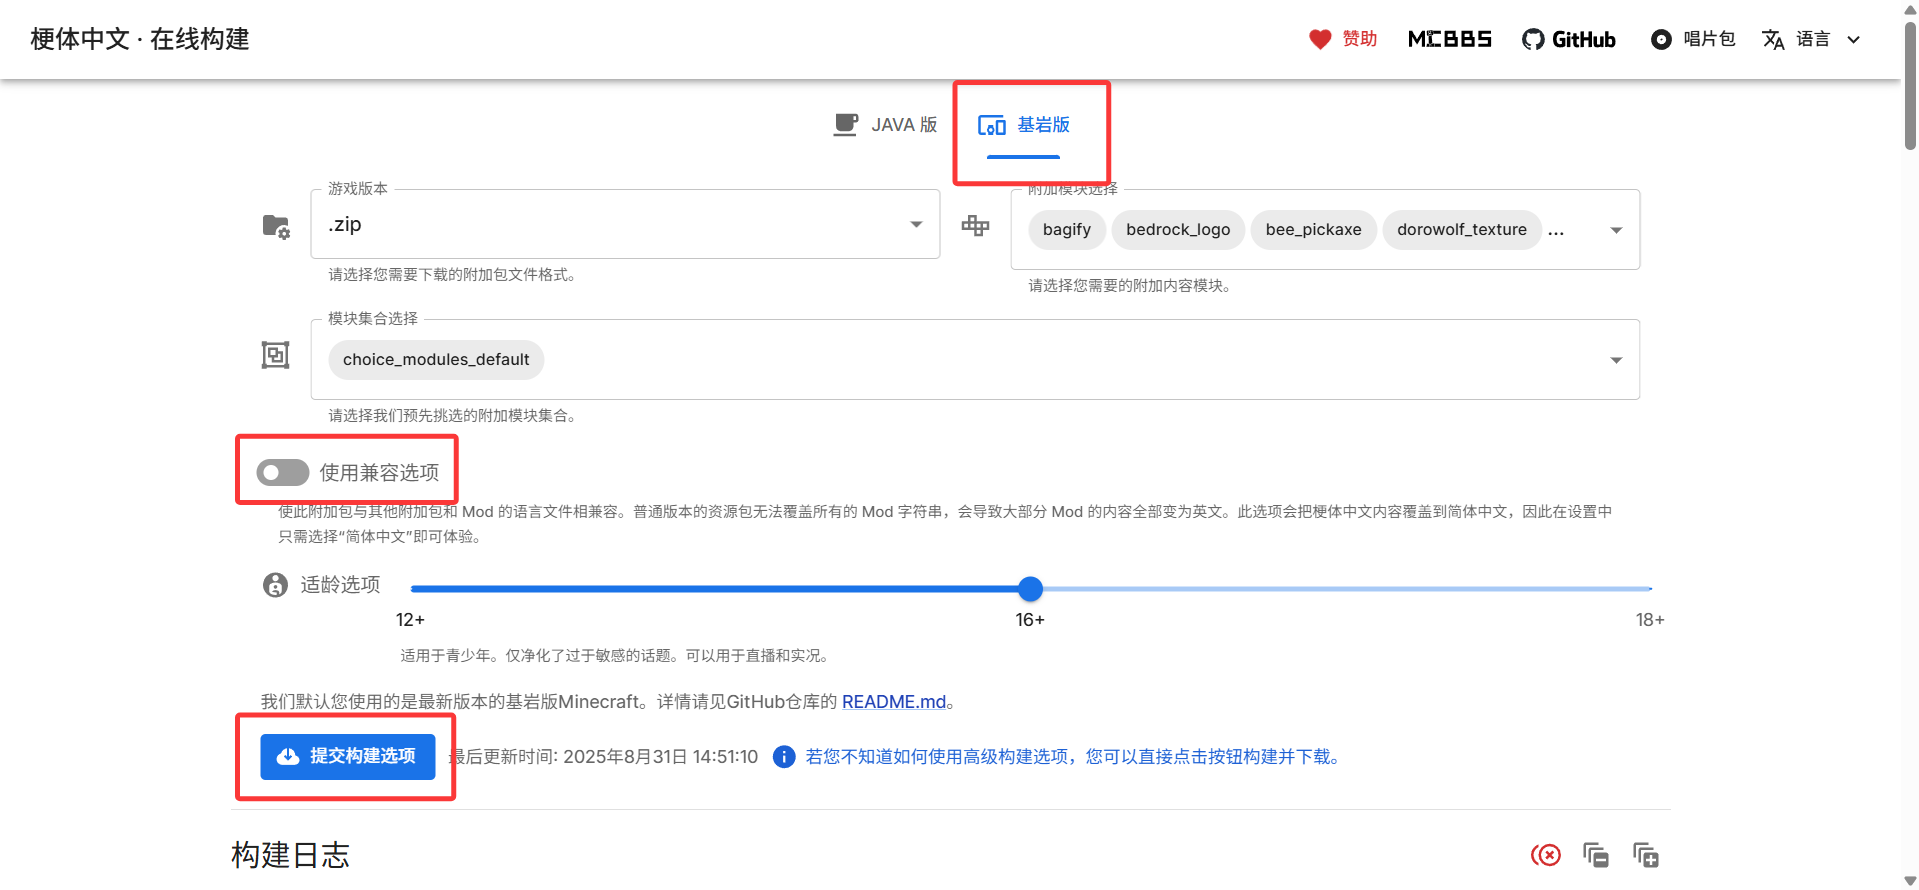 梗体中文 · 在线构建
赞助
MCBBS
GitHub
唱片包
语言
JAVA 版
基岩版
游戏版本
.zip
请选择您需要下载的附加包文件格式。
附加模块选择
bagify
bedrock_logo
bee_pickaxe
dorowolf_texture
...
请选择您需要的附加内容模块。
模块集合选择
choice_modules_default
请选择我们预先挑选的附加模块集合。
使用兼容选项
使此附加包与其他附加包和 Mod 的语言文件相兼容。普通版本的资源包无法覆盖所有的 Mod 字符串，会导致大部分 Mod 的内容全部变为英文。此选项会把梗体中文内容覆盖到简体中文，因此在设置中
只需选择“简体中文”即可体验。
适龄选项
12+
16+
18+
适用于青少年。仅净化了过于敏感的话题。可以用于直播和实况。
我们默认您使用的是最新版本的基岩版Minecraft。详情请见GitHub仓库的 README.md。
提交构建选项
最后更新时间: 2025年8月31日 14:51:10
若您不知道如何使用高级构建选项，您可以直接点击按钮构建并下载。
构建日志